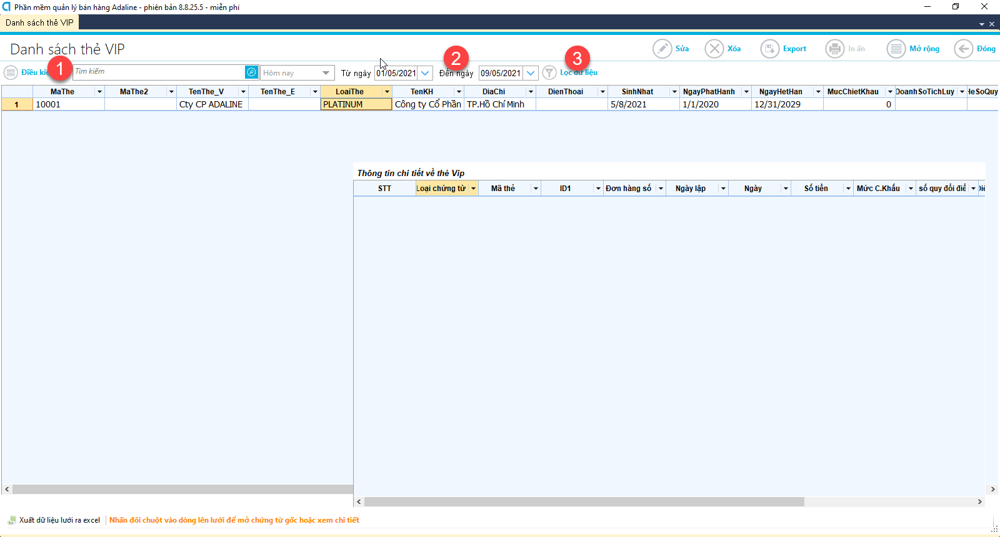 Phần mềm quản lý bán hàng Adaline - phiên bản 8.8.25.5 - miễn phí
Danh sách thẻ VIP
Danh sách thẻ VIP
Sửa
Xóa
Export
In ấn
Mở rộng
Đóng
1
2
3
Tìm kiếm
Hôm nay
Từ ngày
01/05/2021
Đến ngày
09/05/2021
Lọc dữ liệu
MaThe MaThe2 TenThe_V TenThe_E LoaiThe TenKH DiaChi DienThoai SinhNhat NgayPhatHanh NgayHetHan MucChietKhau DoanhSoTichLuy HeSoQuy
1 10001 Cty CP ADALINE PLATINUM Công ty Cổ Phần TP.Hồ Chí Minh 5/8/2021 1/1/2020 12/31/2029 0
Thông tin chi tiết về thẻ Vip
STT Loại chứng từ Mã thẻ ID1 Đơn hàng số Ngày lập Ngày Số tiền Mức C.Khấu số quy đổi
Xuất dữ liệu lưới ra excel
Nhấn đôi chuột vào dòng lên lưới để mở chứng từ gốc hoặc xem chi tiết